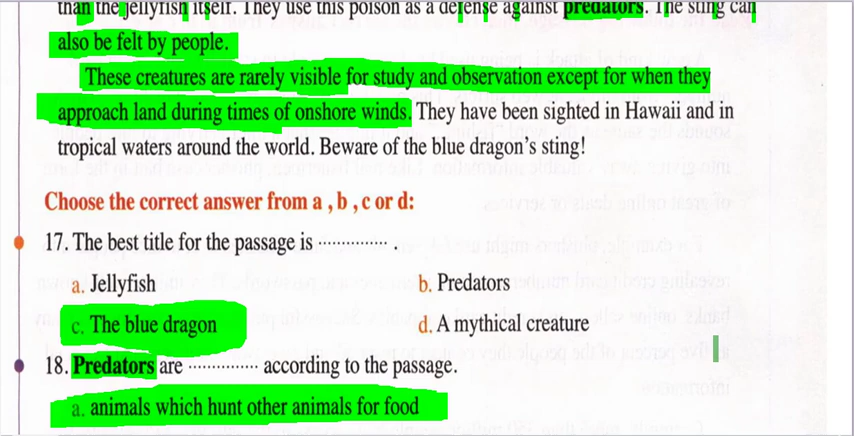 than the jellyfish itself. They use this poison as a defense against predators. The sting can
also be felt by people.
These creatures are rarely visible for study and observation except for when they
approach land during times of onshore winds. They have been sighted in Hawaii and in
tropical waters around the world. Beware of the blue dragon's sting!
Choose the correct answer from a , b , c or d:
17. The best title for the passage is ............... .
a. Jellyfish b. Predators
c. The blue dragon d. A mythical creature
18. Predators are ............... according to the passage.
a. animals which hunt other animals for food